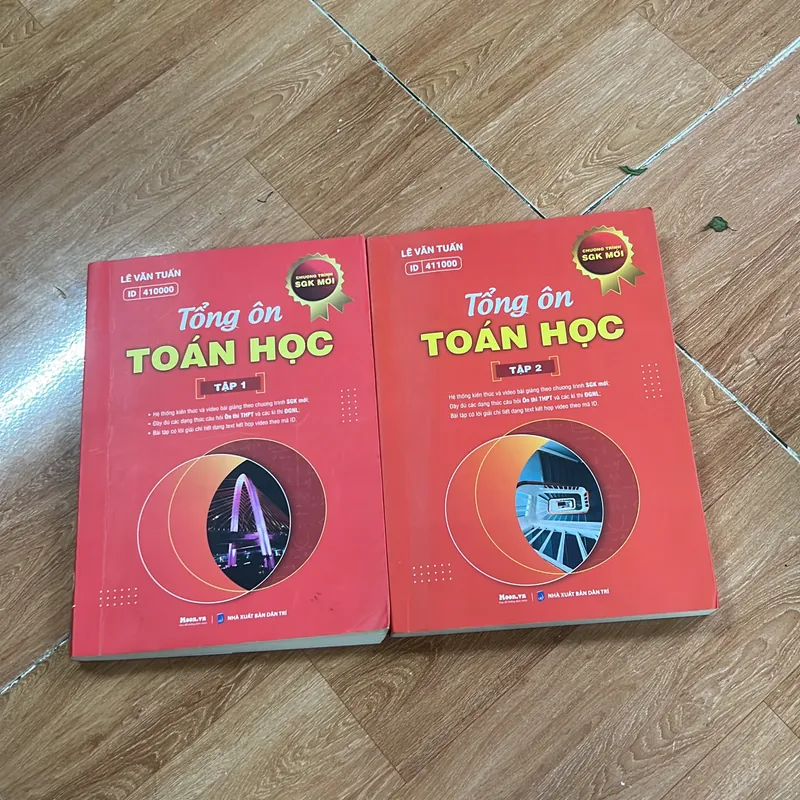 LÊ VĂN TUẤN
ID 410000
CHƯƠNG TRÌNH
SGK MỚI
Tổng ôn
TOÁN HỌC
TẬP 1
Hệ thống kiến thức và video bài giảng theo chương trình SGK mới.
Đầy đủ các dạng thức câu hỏi Ôn thi THPT và các kì thi ĐGNL.
Bài tập có lời giải chi tiết dạng text kết hợp video theo mã ID.
Moon.vn
NHÀ XUẤT BẢN DÂN TRÍ
LÊ VĂN TUẤN
ID 411000
CHƯƠNG TRÌNH
SGK MỚI
Tổng ôn
TOÁN HỌC
TẬP 2
Hệ thống kiến thức và video bài giảng theo chương trình SGK mới.
Đầy đủ các dạng thức câu hỏi Ôn thi THPT và các kì thi ĐGNL.
Bài tập có lời giải chi tiết dạng text kết hợp video theo mã ID.
Moon.vn
NHÀ XUẤT BẢN DÂN TRÍ